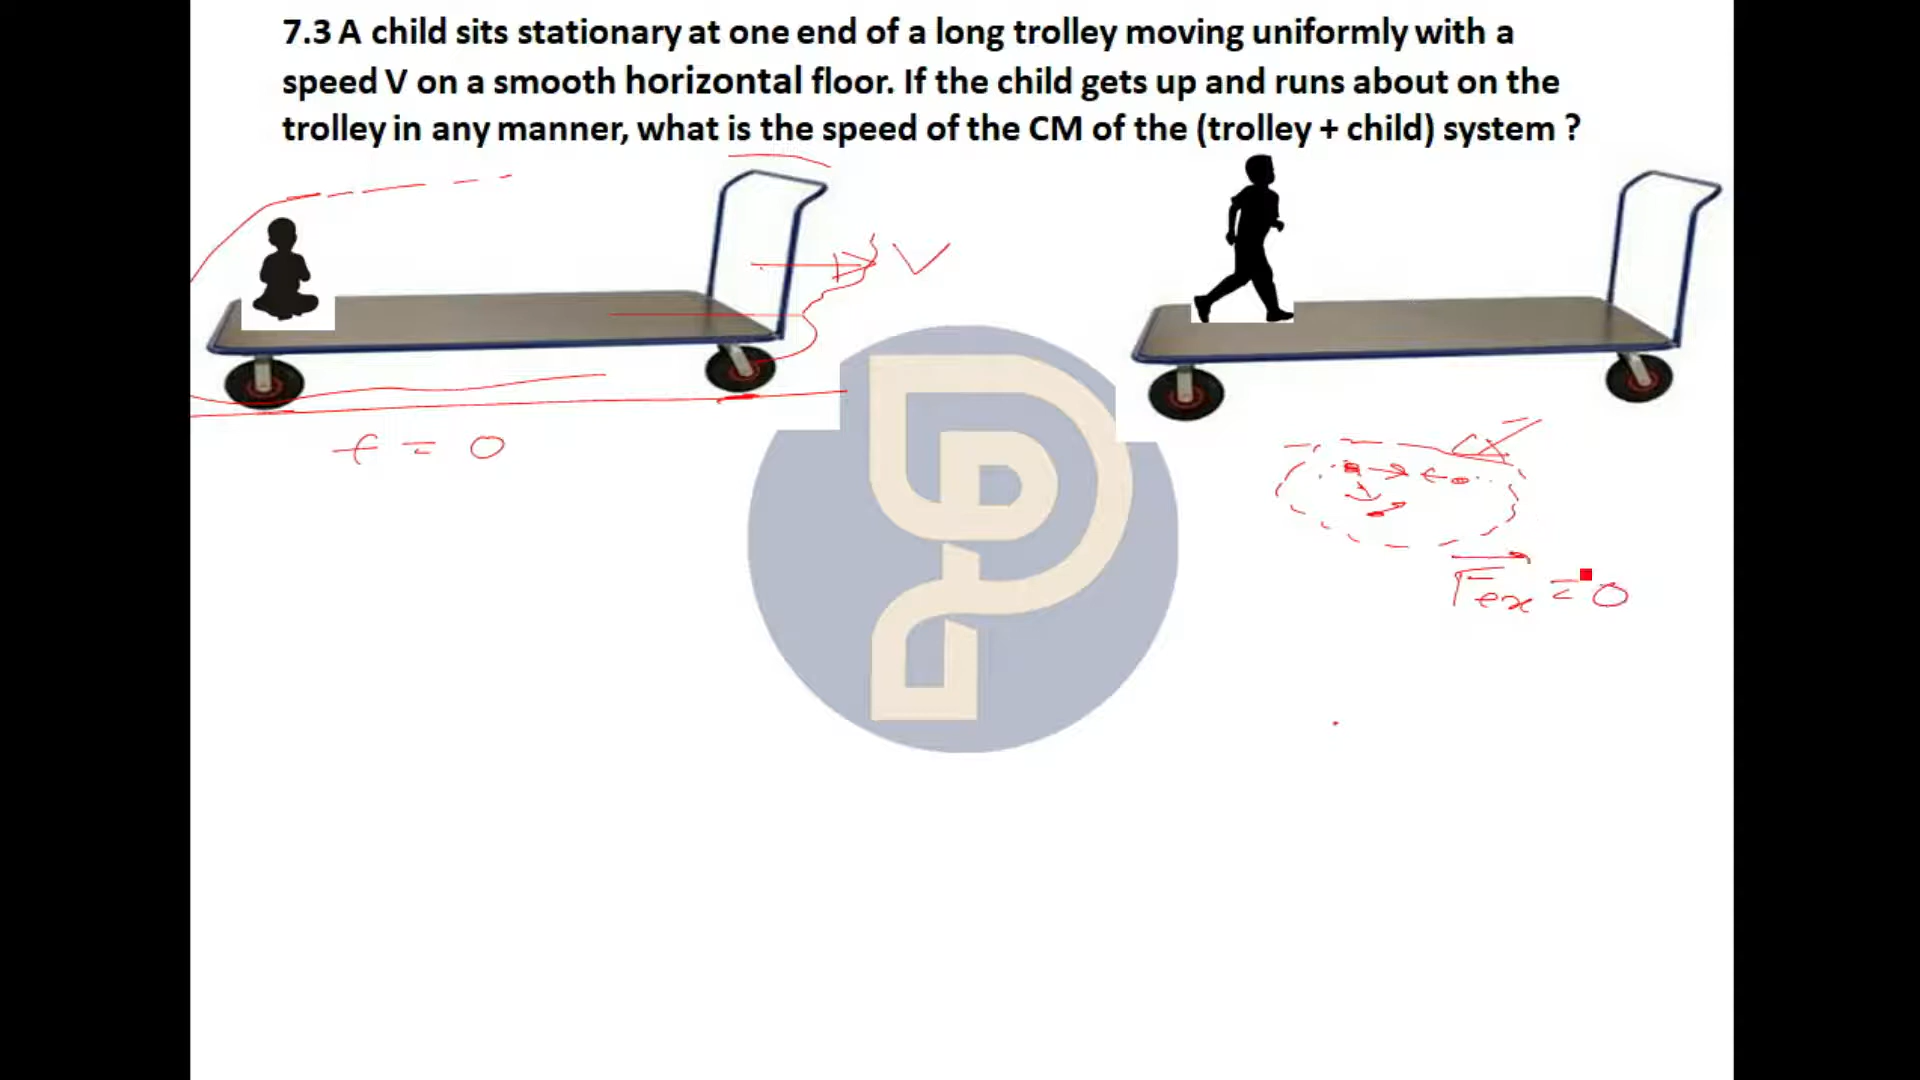 7.3 A child sits stationary at one end of a long trolley moving uniformly with a
speed V on a smooth horizontal floor. If the child gets up and runs about on the
trolley in any manner, what is the speed of the CM of the (trolley + child) system ?
V
f = 0
Fex = 0